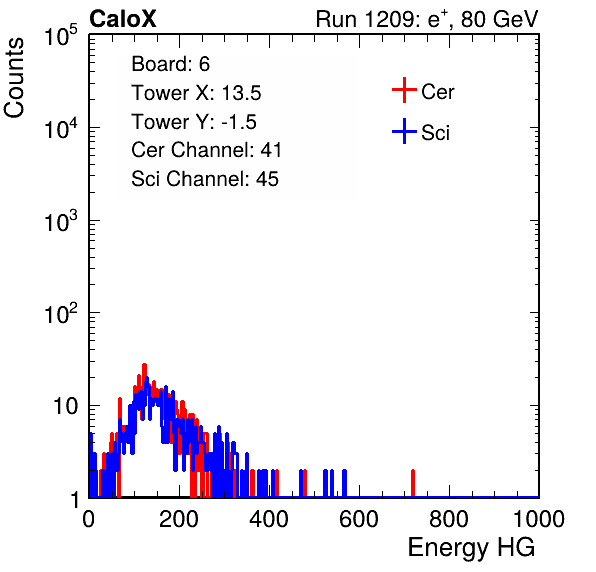 CaloX Run 1209: e⁺, 80 GeV
Counts
Board: 6
Tower X: 13.5
Tower Y: -1.5
Cer Channel: 41
Sci Channel: 45
Cer
Sci
10⁵
10⁴
10³
10²
10
1
0 200 400 600 800 1000
Energy HG